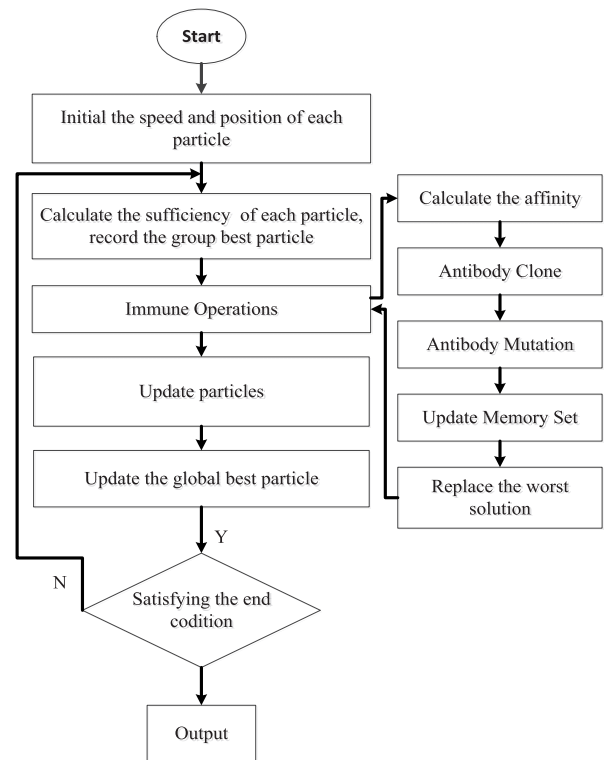 Start
Initial the speed and position of each
particle
Calculate the sufficiency of each particle,
record the group best particle
Immune Operations
Update particles
Update the global best particle
Y
N
Satisfying the end
codition
Output
Calculate the affinity
Antibody Clone
Antibody Mutation
Update Memory Set
Replace the worst
solution